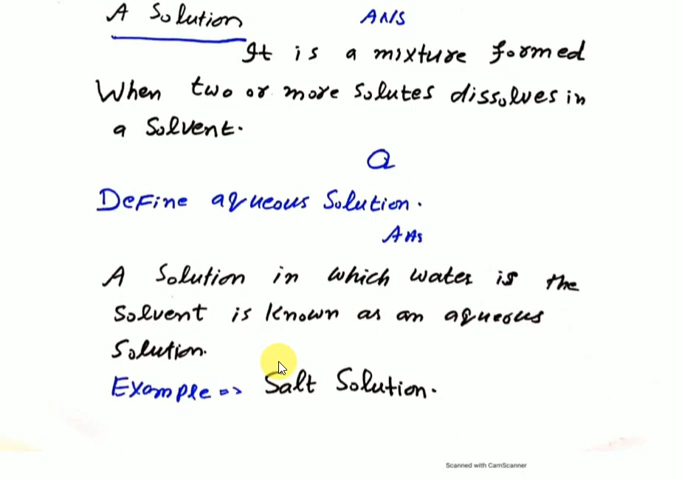 A Solution
ANS
It is a mixture formed
When two or more Solutes dissolves in
a Solvent.
Q
Define aqueous Solution.
Ans
A Solution in which water is the
Solvent is known as an aqueous
Solution.
Example => Salt Solution.
Scanned with CamScanner